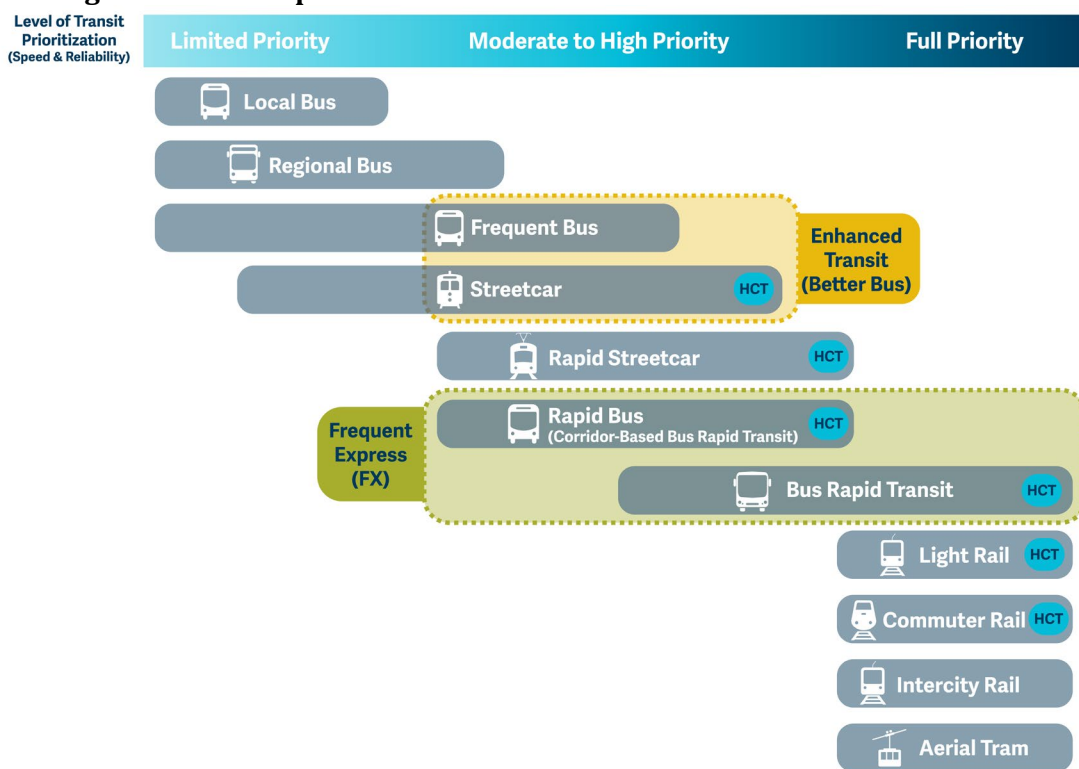 Level of Transit
Prioritization
(Speed & Reliability)
Limited Priority
Moderate to High Priority
Full Priority
Local Bus
Regional Bus
Frequent Bus
Streetcar
HCT
Enhanced
Transit
(Better Bus)
Rapid Streetcar
HCT
Frequent
Express
(FX)
Rapid Bus
(Corridor-Based Bus Rapid Transit)
HCT
Bus Rapid Transit
HCT
Light Rail
HCT
Commuter Rail
HCT
Intercity Rail
Aerial Tram